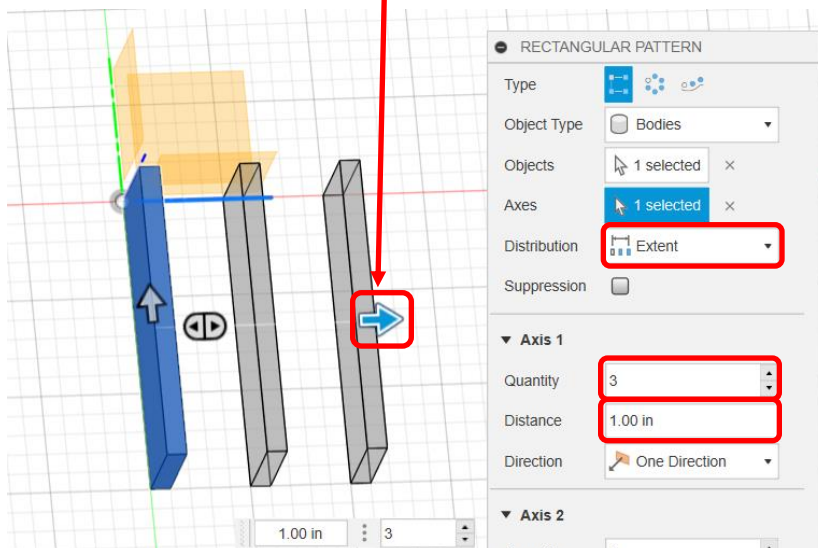 RECTANGULAR PATTERN
Type
Object Type Bodies
Objects 1 selected ×
Axes 1 selected ×
Distribution Extent
Suppression
Axis 1
Quantity 3
Distance 1.00 in
Direction One Direction
Axis 2
1.00 in 3